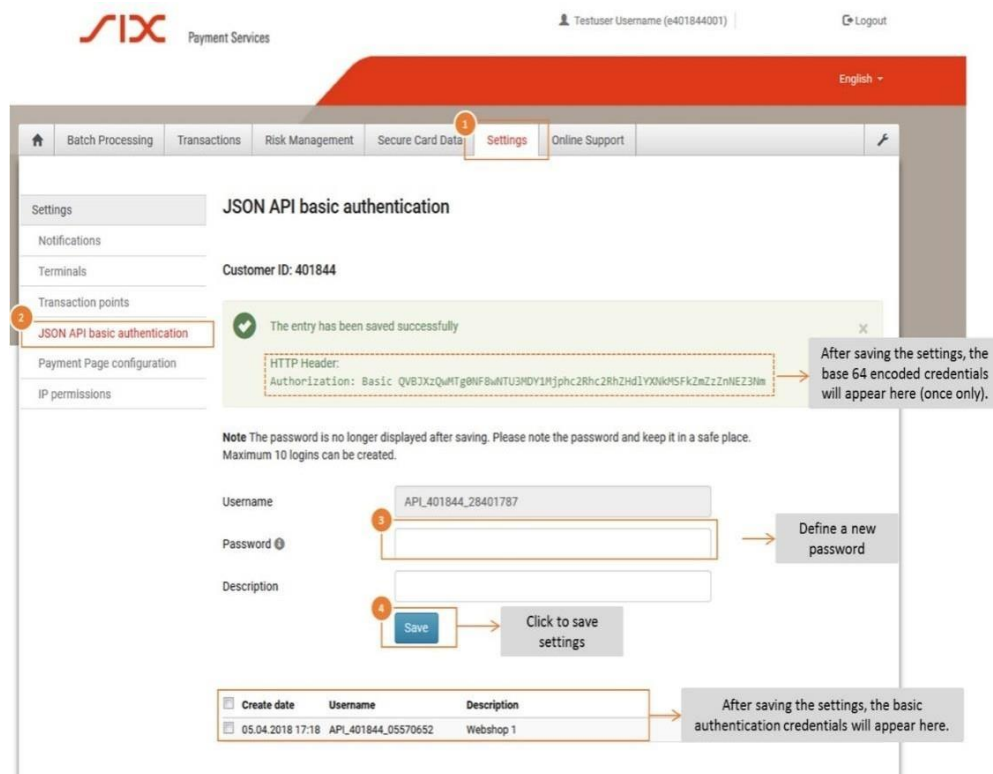 SIX Payment Services
Testuser Username (e401844001)
Logout
English
1
Batch Processing
Transactions
Risk Management
Secure Card Data
Settings
Online Support
Settings
Notifications
Terminals
Transaction points
2
JSON API basic authentication
Payment Page configuration
IP permissions
JSON API basic authentication
Customer ID: 401844
The entry has been saved successfully
×
HTTP Header:
Authorization: Basic
After saving the settings, the
base 64 encoded credentials
will appear here (once only).
Note The password is no longer displayed after saving. Please note the password and keep it in a safe place.
Maximum 10 logins can be created.
Username
API_401844_28401787
3
Password
Define a new
password
Description
4
Save
Click to save
settings
Create date Username Description
05.04.2018 17:18 API_401844_05570652 Webshop 1
After saving the settings, the basic
authentication credentials will appear here.